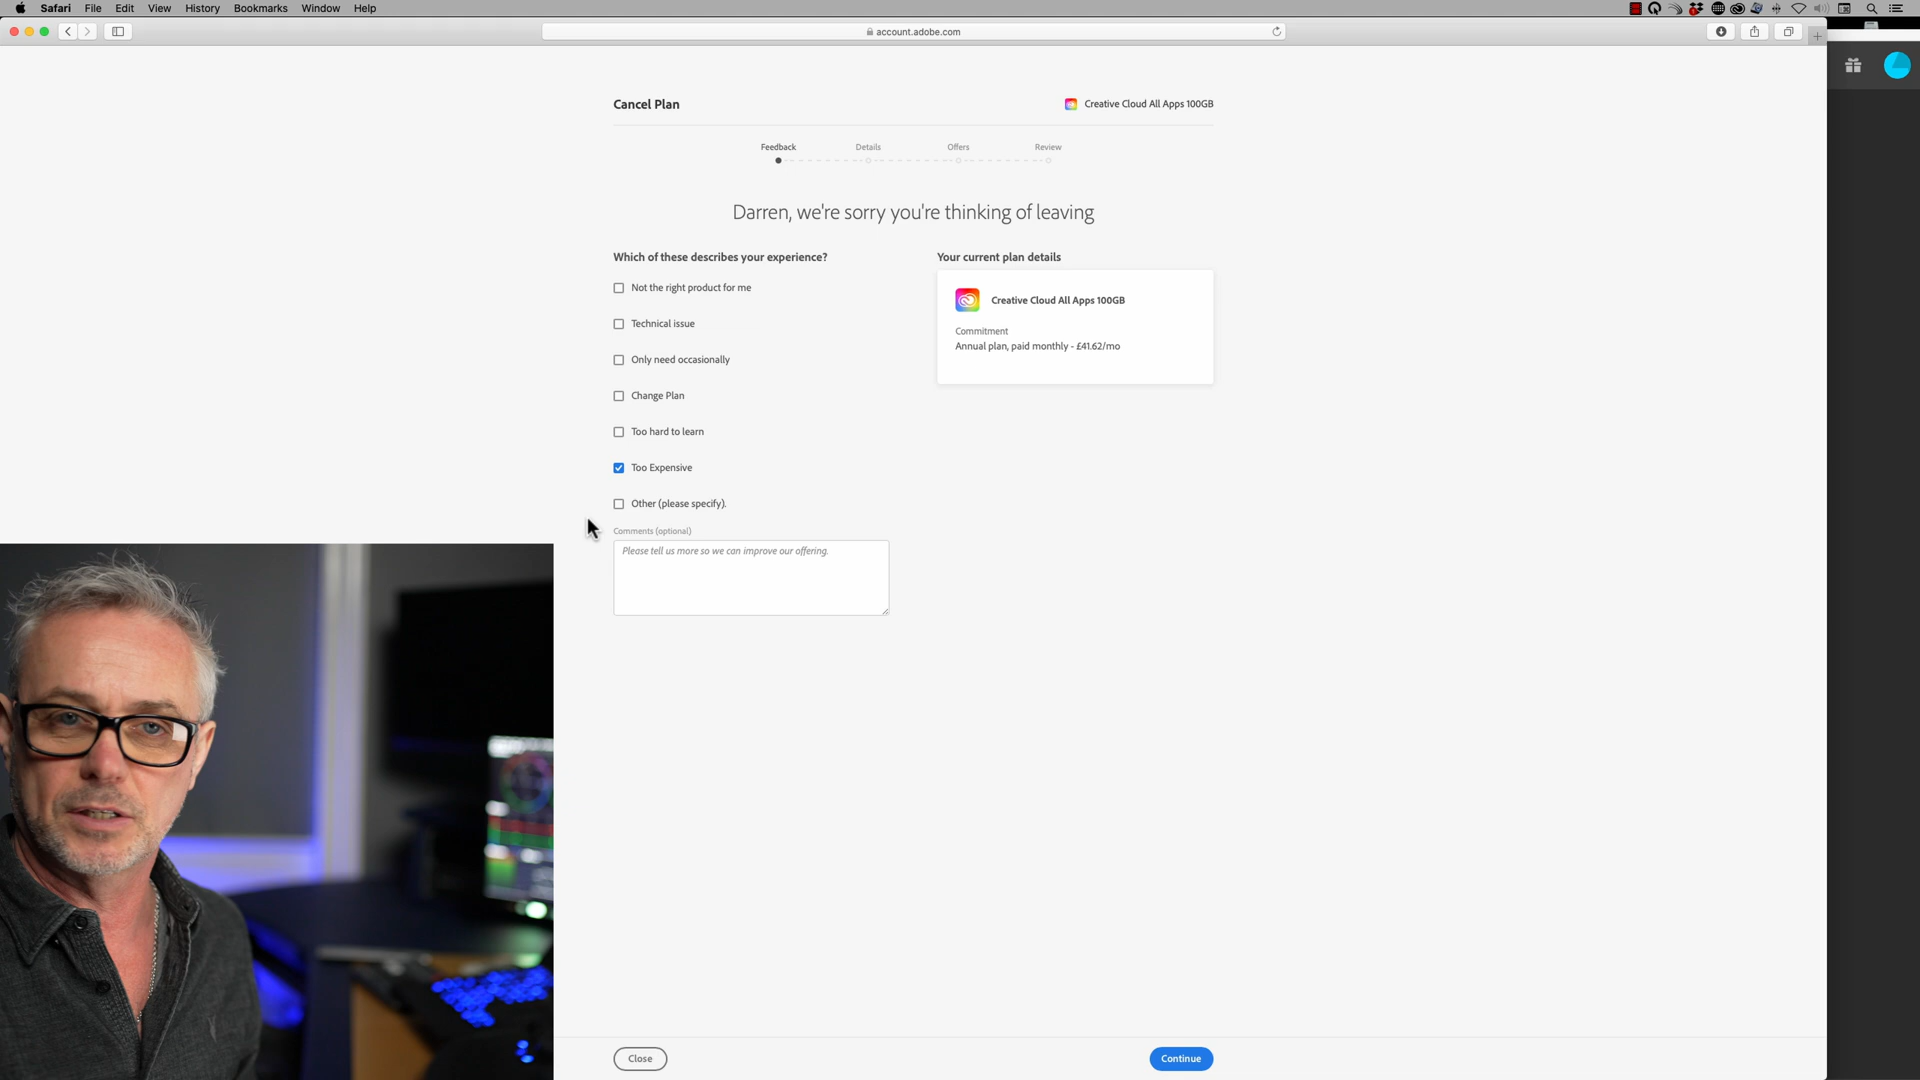 Safari File Edit View History Bookmarks Window Help
account.adobe.com
Cancel Plan
Creative Cloud All Apps 100GB
Feedback Details Offers Review
Darren, we're sorry you're thinking of leaving
Which of these describes your experience?
Not the right product for me
Technical issue
Only need occasionally
Change Plan
Too hard to learn
Too Expensive
Other (please specify).
Comments (optional)
Please tell us more so we can improve our offering.
Your current plan details
Creative Cloud All Apps 100GB
Commitment
Annual plan, paid monthly - £41.62/mo
Close
Continue